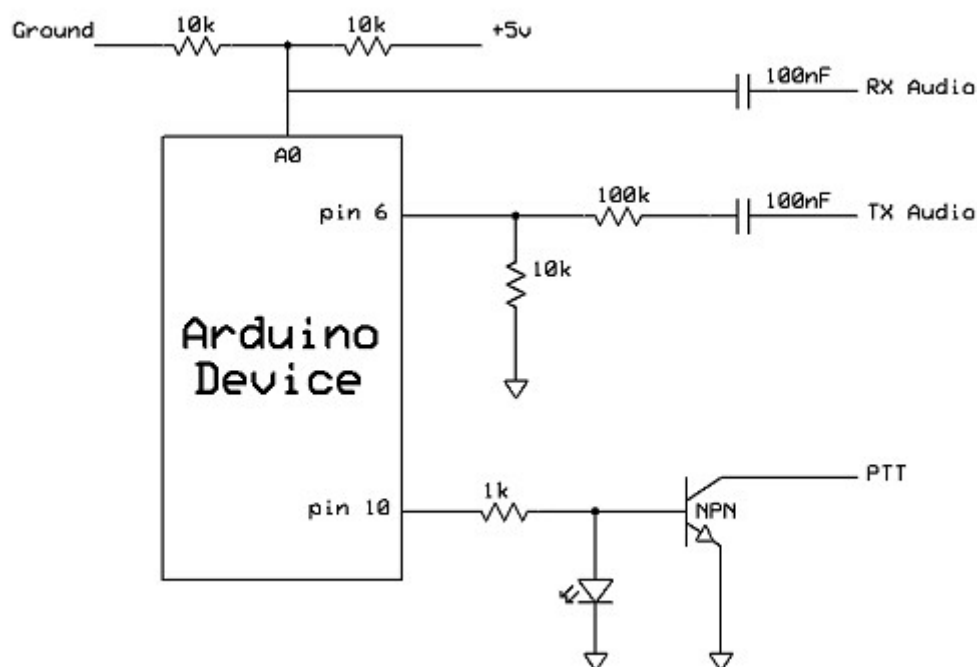 Ground
10k
10k
+5v
100nF
RX Audio
A0
pin 6
100k
100nF
TX Audio
10k
Arduino
Device
pin 10
1k
NPN
PTT